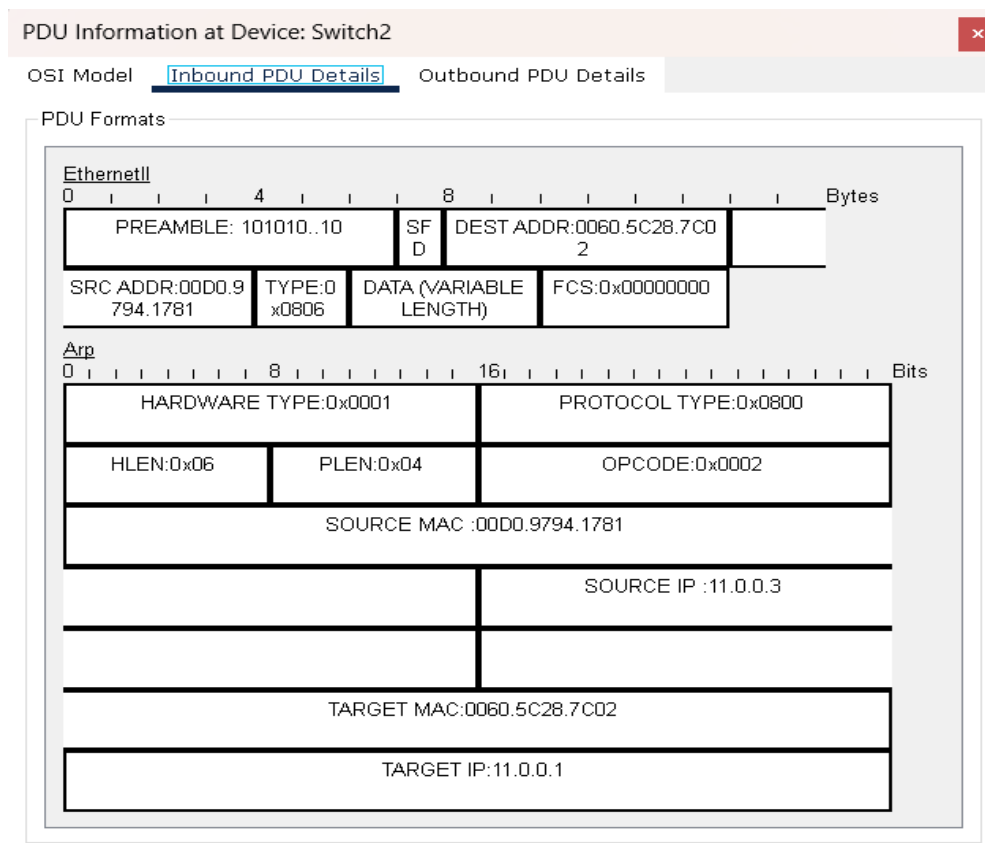 PDU Information at Device: Switch2
×
OSI Model Inbound PDU Details Outbound PDU Details
PDU Formats
EthernetII
0 4 8 Bytes
PREAMBLE: 101010..10 SF DEST ADDR:0060.5C28.7C0
D 2
SRC ADDR:00D0.9 TYPE:0 DATA (VARIABLE FCS:0x00000000
794.1781 x0806 LENGTH)
Arp
0 8 16 Bits
HARDWARE TYPE:0x0001 PROTOCOL TYPE:0x0800
HLEN:0x06 PLEN:0x04 OPCODE:0x0002
SOURCE MAC :00D0.9794.1781
SOURCE IP :11.0.0.3
TARGET MAC:0060.5C28.7C02
TARGET IP:11.0.0.1